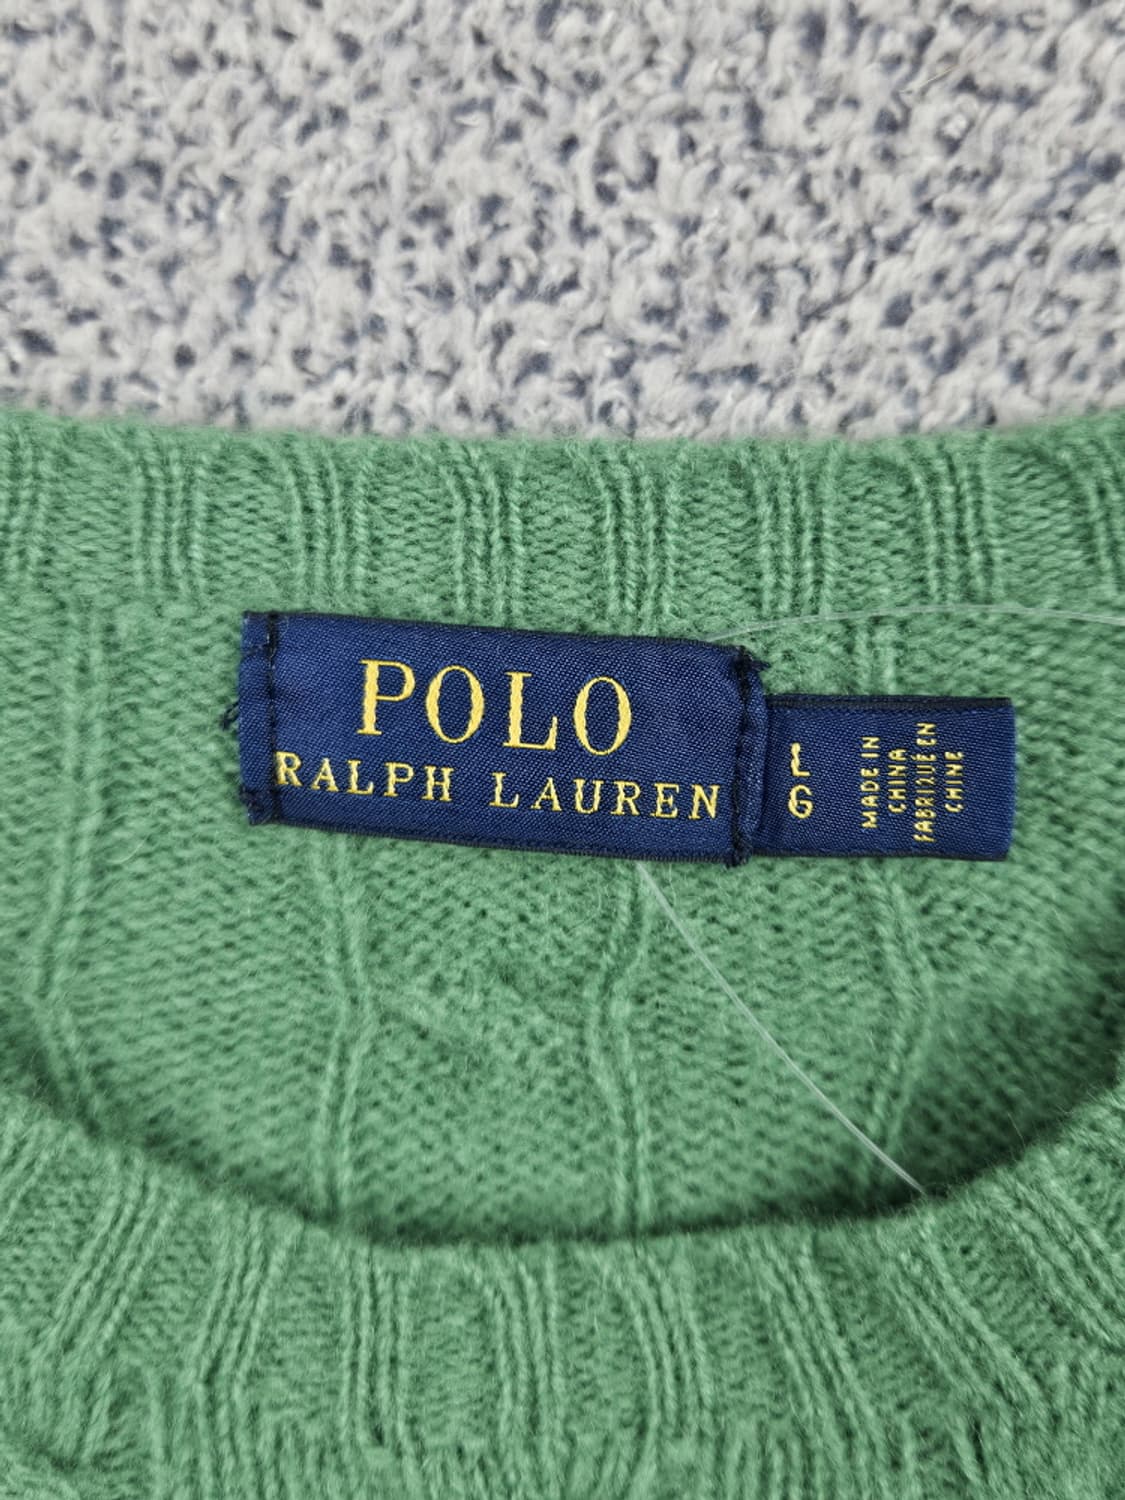 POLO
RALPH LAUREN
L
G
MADE IN
CHINA
FABRIQUÉ EN
CHINE